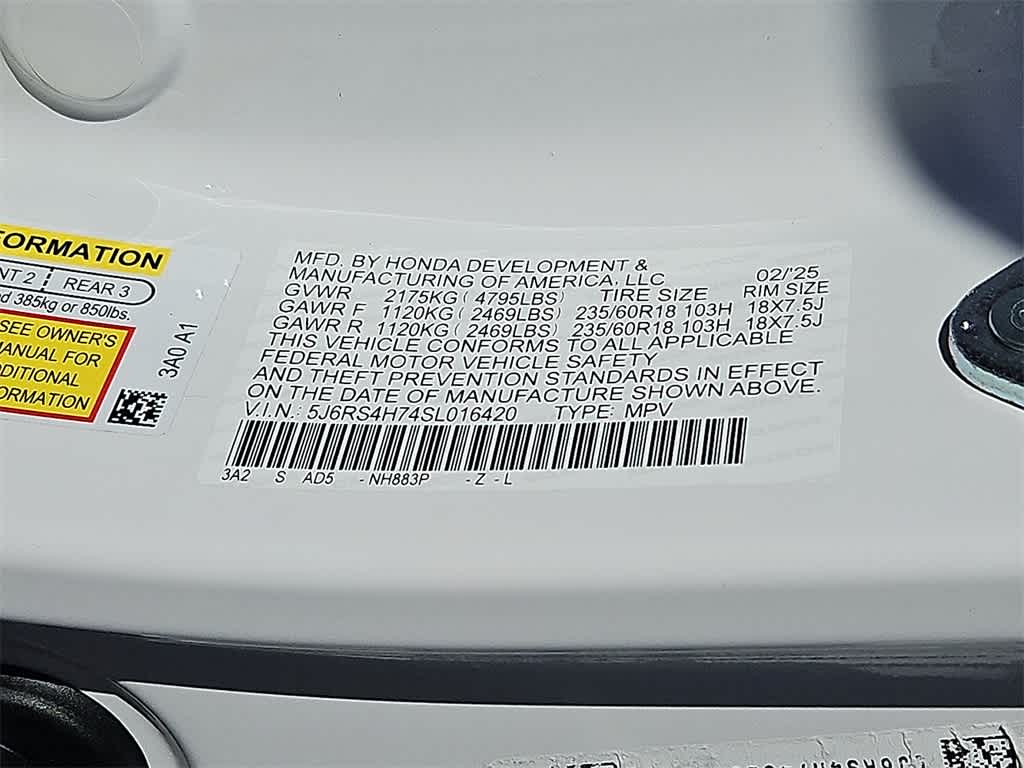 FORMATION
NT 2 REAR 3
d 385kg or 850lbs.
SEE OWNER'S
MANUAL FOR
DDITIONAL
FORMATION
3A0 A1
MFD. BY HONDA DEVELOPMENT &
MANUFACTURING OF AMERICA, LLC 02/'25
GVWR 2175KG ( 4795LBS) TIRE SIZE RIM SIZE
GAWR F 1120KG ( 2469LBS) 235/60R18 103H 18X7.5J
GAWR R 1120KG ( 2469LBS) 235/60R18 103H 18X7.5J
THIS VEHICLE CONFORMS TO ALL APPLICABLE
FEDERAL MOTOR VEHICLE SAFETY
AND THEFT PREVENTION STANDARDS IN EFFECT
ON THE DATE OF MANUFACTURE SHOWN ABOVE.
V.I.N.: 5J6RS4H74SL016420 TYPE: MPV
3A2 S AD5 -NH883P -Z -L